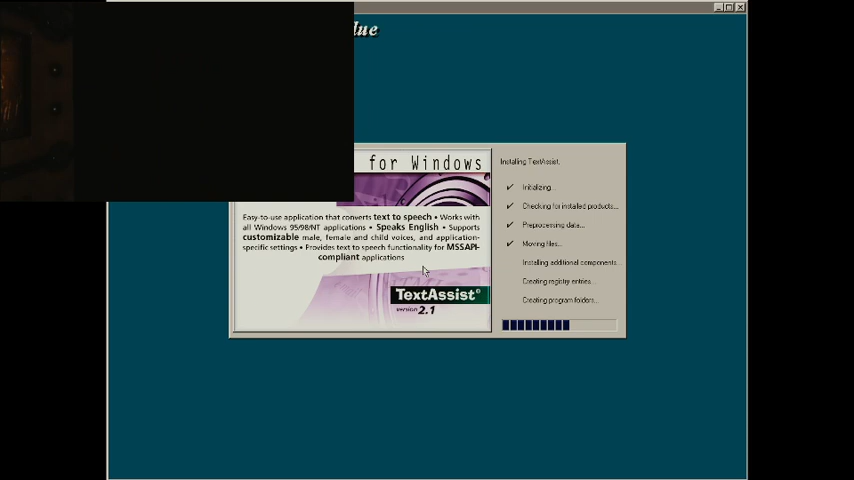 for Windows
Easy-to-use application that converts text to speech • Works with
all Windows 95/98/NT applications • Speaks English • Supports
customizable male, female and child voices, and application-
specific settings • Provides text to speech functionality for MSSAPI-
compliant applications
TextAssist®
version 2.1
Installing TextAssist.
✓ Initializing...
✓ Checking for installed products...
✓ Preprocessing data...
✓ Moving files...
Installing additional components...
Creating registry entries...
Creating program folders...